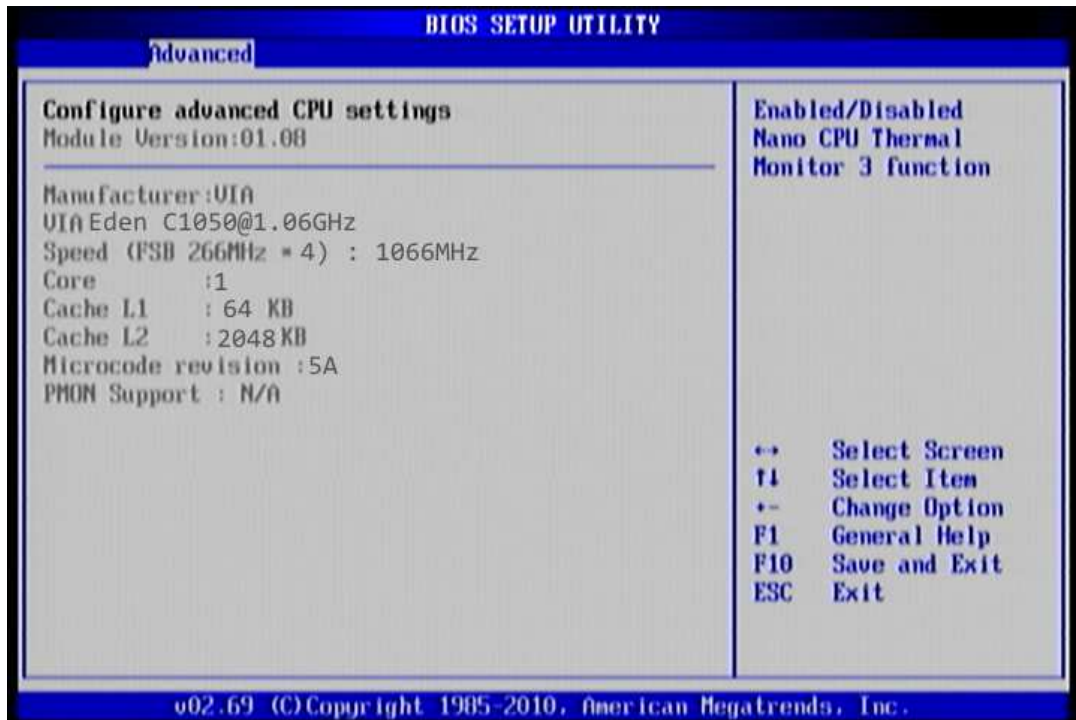 BIOS SETUP UTILITY
Advanced
Configure advanced CPU settings
Module Version:01.08
Manufacturer:VIA
VIA Eden C1050@1.06GHz
Speed (FSB 266MHz * 4) : 1066MHz
Core :1
Cache L1 : 64 KB
Cache L2 : 2048 KB
Microcode revision :5A
PMON Support : N/A
Enabled/Disabled
Nano CPU Thermal
Monitor 3 function
←→ Select Screen
↑↓ Select Item
+- Change Option
F1 General Help
F10 Save and Exit
ESC Exit
v02.69 (C)Copyright 1985-2010, American Megatrends, Inc.